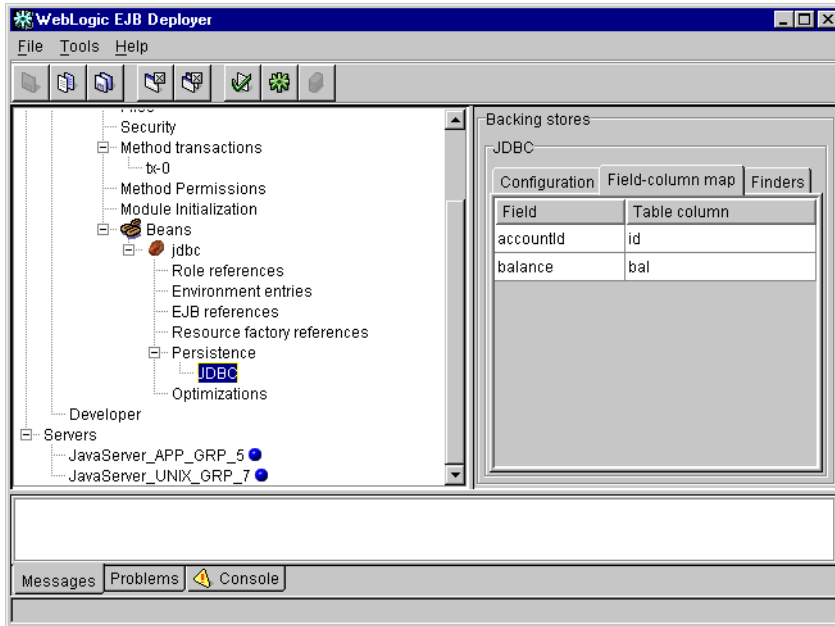 WebLogic EJB Deployer
File Tools Help
Security
Method transactions
tx-0
Method Permissions
Module Initialization
Beans
jdbc
Role references
Environment entries
EJB references
Resource factory references
Persistence
JDBC
Optimizations
Developer
Servers
JavaServer_APP_GRP_5
JavaServer_UNIX_GRP_7
Backing stores
JDBC
Configuration Field-column map Finders
Field Table column
accountId id
balance bal
Messages Problems Console